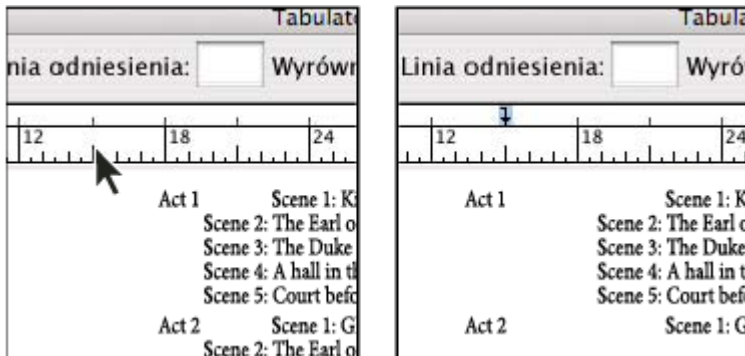 Tabulat
nia odniesienia: Wyrówn
12 18 24
Act 1 Scene 1: K
Scene 2: The Earl o
Scene 3: The Duke
Scene 4: A hall in th
Scene 5: Court befo
Act 2 Scene 1: G
Scene 2: The Earl o
Tabula
Linia odniesienia: Wyró
12 18 24
Act 1 Scene 1: K
Scene 2: The Earl o
Scene 3: The Duke
Scene 4: A hall in t
Scene 5: Court bef
Act 2 Scene 1: G